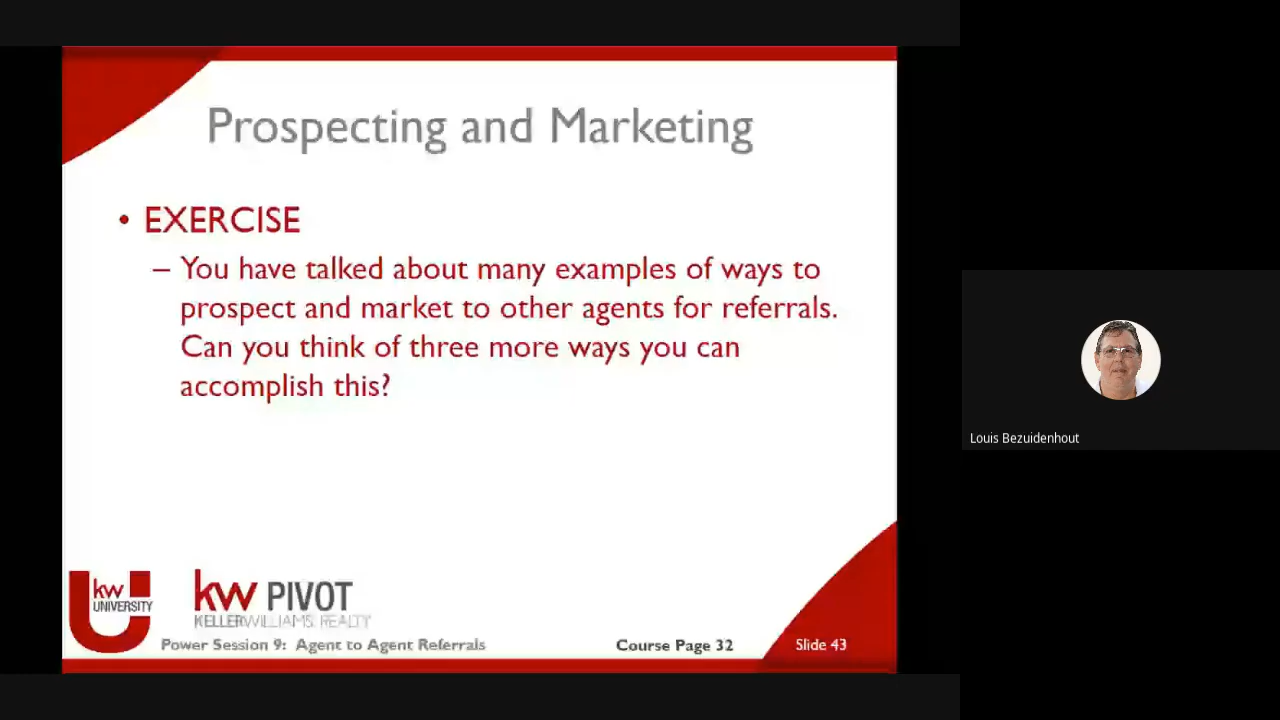 Prospecting and Marketing
• EXERCISE
– You have talked about many examples of ways to
prospect and market to other agents for referrals.
Can you think of three more ways you can
accomplish this?
kw
UNIVERSITY
kw PIVOT
KELLERWILLIAMS. REALTY
Power Session 9: Agent to Agent Referrals
Course Page 32
Slide 43
Louis Bezuidenhout